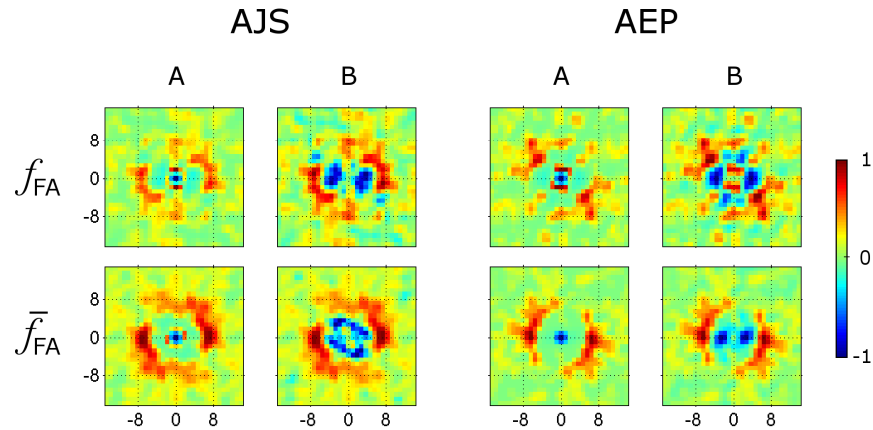 AJS AEP
A B A B
f_FA 8 0 -8 1
f̅_FA 8 0 -8 0
-8 0 8 -8 0 8 -8 0 8 -8 0 8 -1